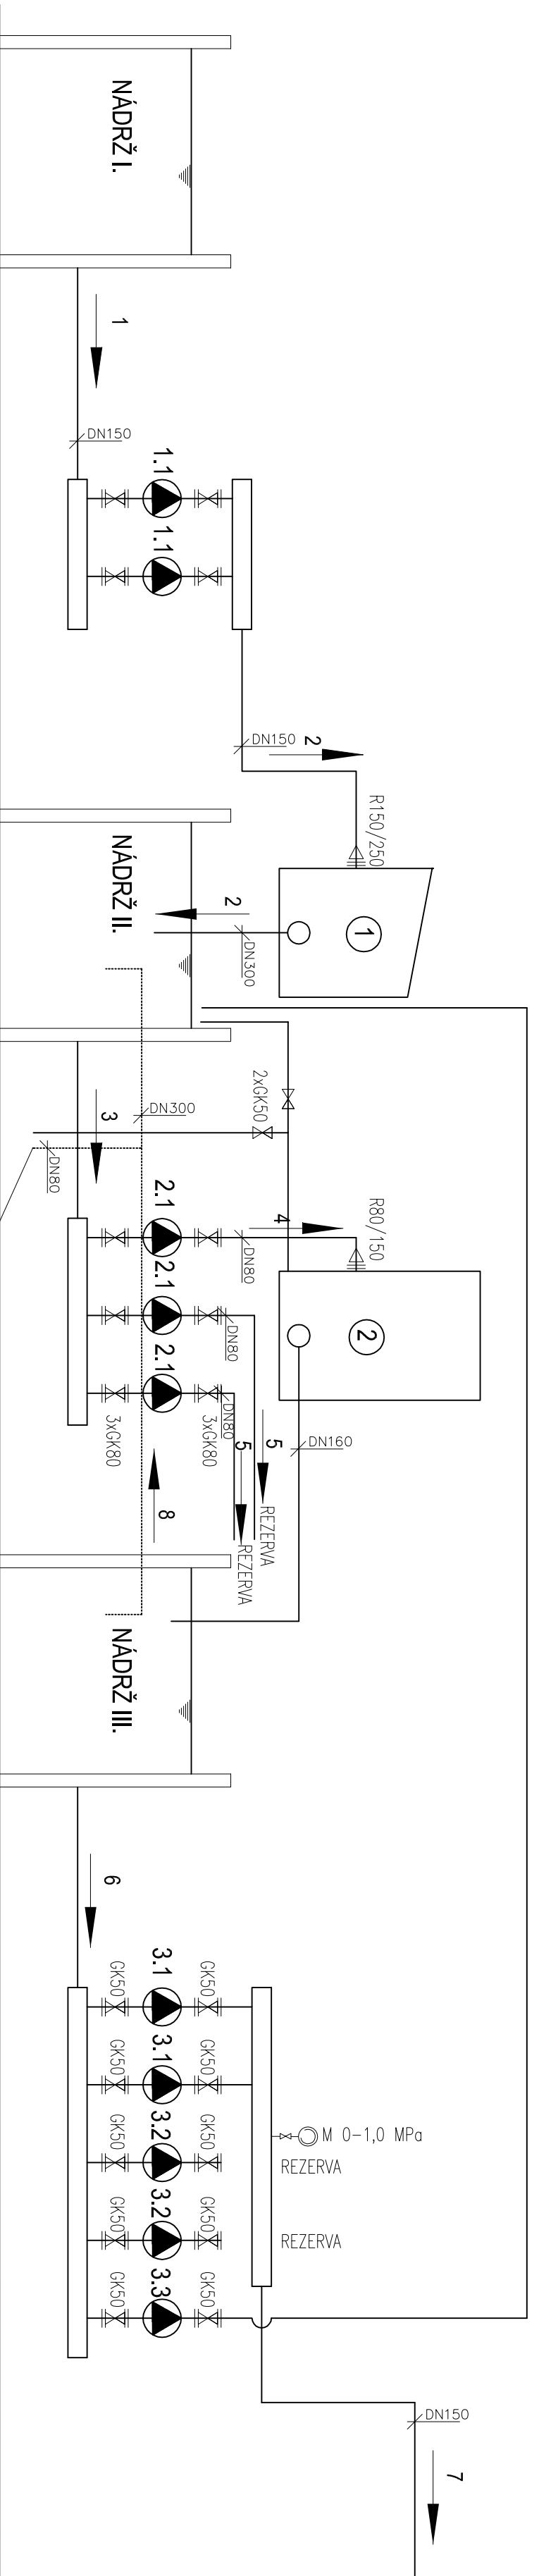 NÁDRŽ I.
1
DN150
1.1
1.1
DN150
2
R150/250
1
NÁDRŽ II.
2
DN300
2xGK50
DN300
3
DN80
2.1
2.1
2.1
4
DN80
R80/150
2
DN80
DN80
3xGK80
3xGK80
5
5
REZERVA
REZERVA
DN160
8
NÁDRŽ III.
6
3.1
3.1
3.2
3.2
3.3
GK50
GK50
GK50
GK50
GK50
GK50
GK50
GK50
GK50
GK50
M 0-1,0 MPa
REZERVA
REZERVA
DN150
7